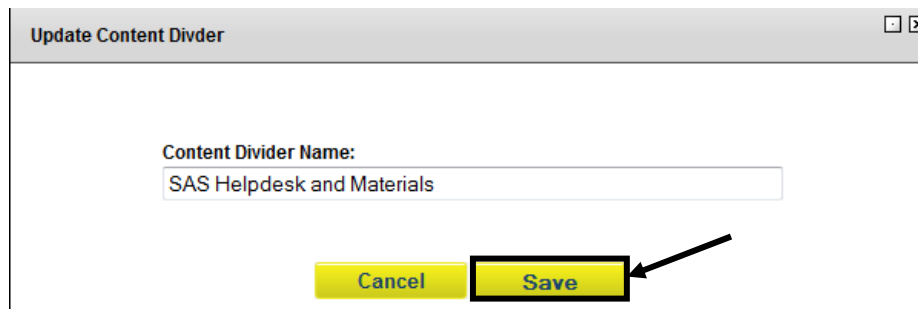 Update Content Divder
Content Divider Name:
SAS Helpdesk and Materials
Cancel
Save